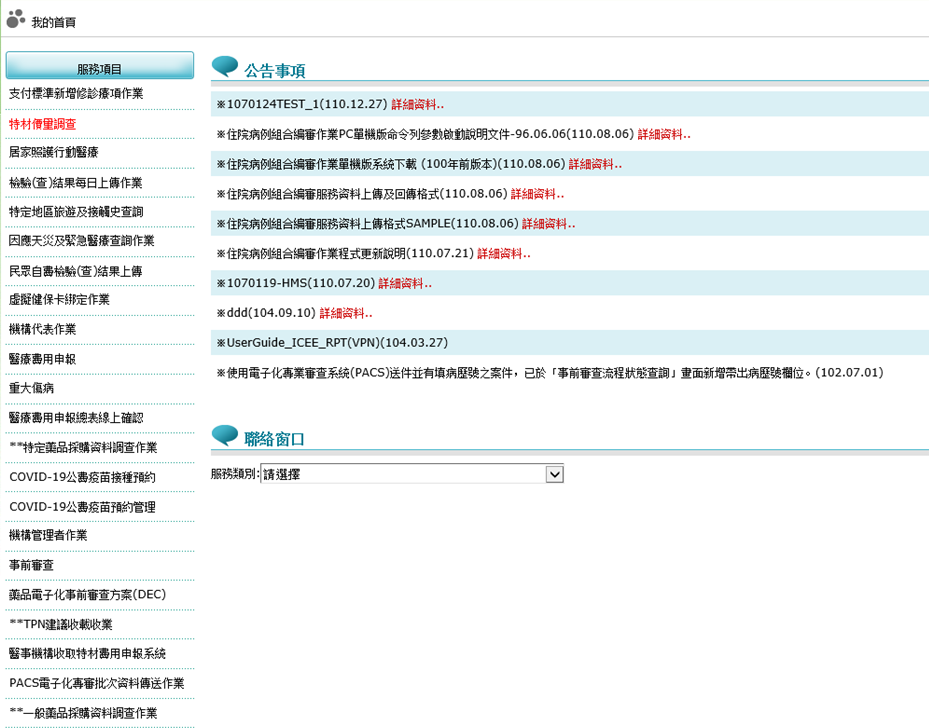 我的首頁
服務項目
支付標準新增修診療項作業
特材價量調查
居家照護行動醫療
檢驗(查)結果每日上傳作業
特定地區旅遊及接觸史查詢
因應天災及緊急醫療查詢作業
民眾自費檢驗(查)結果上傳
虛擬健保卡綁定作業
機構代表作業
醫療費用申報
重大傷病
醫療費用申報總表線上確認
**特定藥品採購資料調查作業
COVID-19公費疫苗接種預約
COVID-19公費疫苗預約管理
機構管理者作業
事前審查
藥品電子化事前審查方案(DEC)
**TPN建議收載收業
醫事機構收取特材費用申報系統
PACS電子化專審批次資料傳送作業
**一般藥品採購資料調查作業
公告事項
※1070124TEST_1(110.12.27) 詳細資料..
※住院病例組合編審作業PC單機版命令列參數啟動說明文件-96.06.06(110.08.06) 詳細資料..
※住院病例組合編審作業單機版系統下載 (100年前版本)(110.08.06) 詳細資料..
※住院病例組合編審服務資料上傳及回傳格式(110.08.06) 詳細資料..
※住院病例組合編審服務資料上傳格式SAMPLE(110.08.06) 詳細資料..
※住院病例組合編審作業程式更新說明(110.07.21) 詳細資料..
※1070119-HMS(110.07.20) 詳細資料..
※ddd(104.09.10) 詳細資料..
※UserGuide_ICEE_RPT(VPN)(104.03.27)
※使用電子化專業審查系統(PACS)送件並有填病歷號之案件，已於「事前審查流程狀態查詢」畫面新增帶出病歷號欄位。(102.07.01)
聯絡窗口
服務類別:請選擇